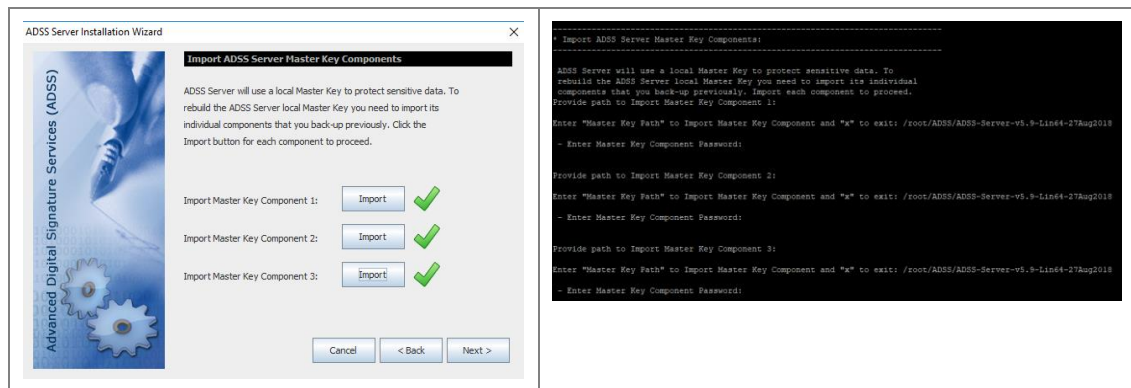 ADSS Server Installation Wizard
Advanced Digital Signature Services (ADSS)
Import ADSS Server Master Key Components
ADSS Server will use a local Master Key to protect sensitive data. To
rebuild the ADSS Server local Master Key you need to import its
individual components that you back-up previously. Click the
Import button for each component to proceed.
Import Master Key Component 1: Import
Import Master Key Component 2: Import
Import Master Key Component 3: Import
Cancel < Back Next >
* Import ADSS Server Master Key Components:
ADSS Server will use a local Master Key to protect sensitive data. To
rebuild the ADSS Server local Master Key you need to import its individual
components that you back-up previously. Import each component to proceed.
Provide path to Import Master Key Component 1:
Enter "Master Key Path" to Import Master Key Component and "x" to exit: /root/ADSS/ADSS-Server-v5.9-Lin64-27Aug2018
- Enter Master Key Component Password:
Provide path to Import Master Key Component 2:
Enter "Master Key Path" to Import Master Key Component and "x" to exit: /root/ADSS/ADSS-Server-v5.9-Lin64-27Aug2018
- Enter Master Key Component Password:
Provide path to Import Master Key Component 3:
Enter "Master Key Path" to Import Master Key Component and "x" to exit: /root/ADSS/ADSS-Server-v5.9-Lin64-27Aug2018
- Enter Master Key Component Password: